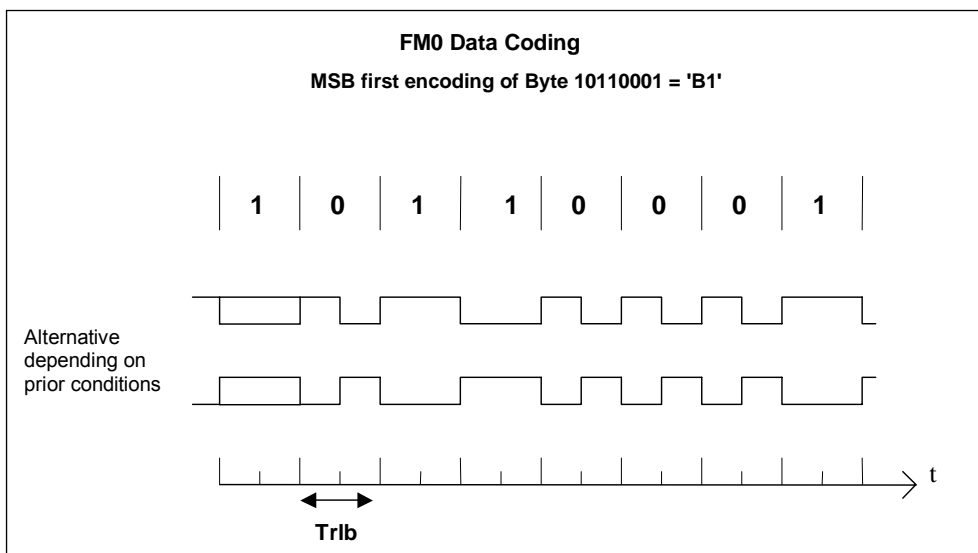 FM0 Data Coding
MSB first encoding of Byte 10110001 = 'B1'
1 0 1 1 0 0 0 1
Alternative
depending on
prior conditions
t
Trlb